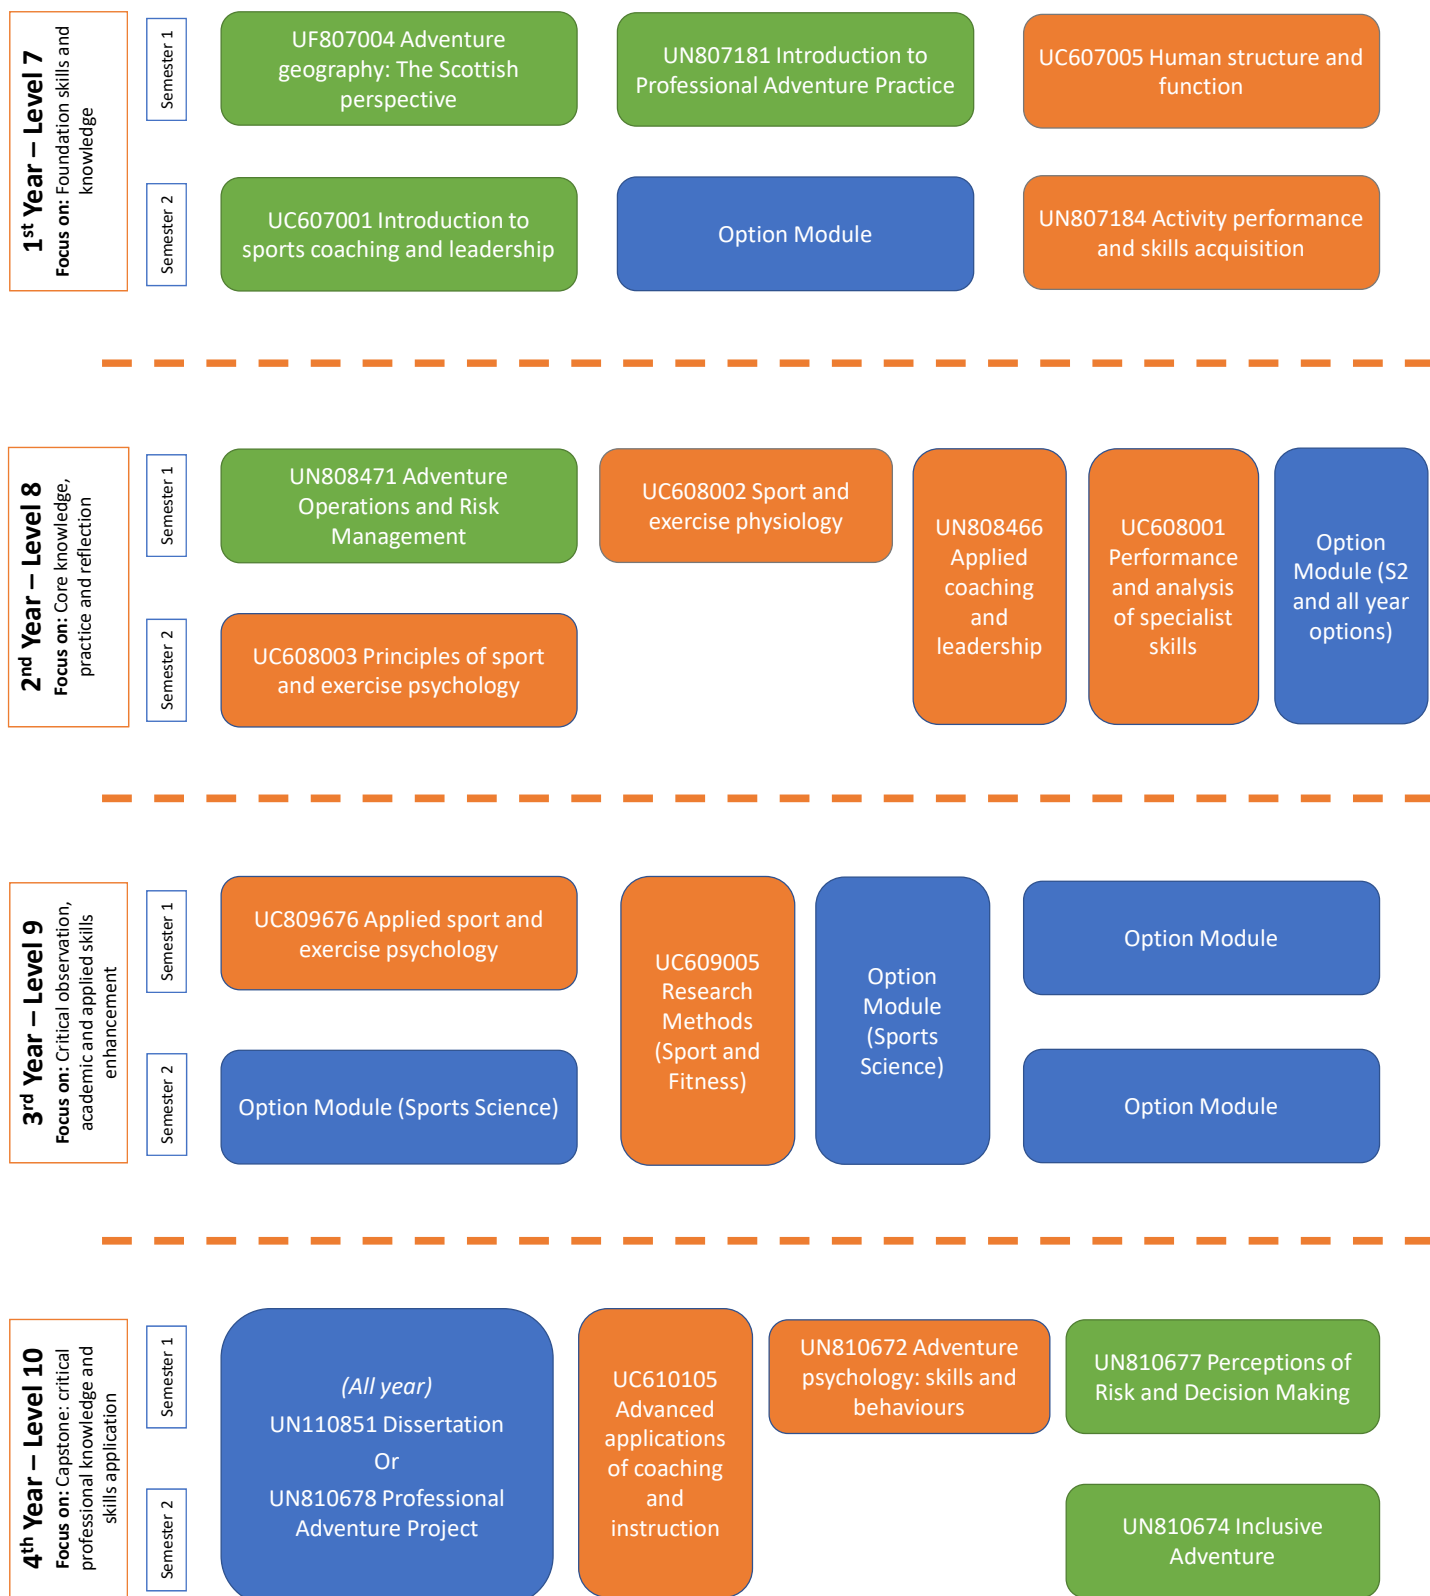 1st Year – Level 7
Focus on: Foundation skills and
knowledge
Semester 1
UF807004 Adventure
geography: The Scottish
perspective
UN807181 Introduction to
Professional Adventure Practice
UC607005 Human structure and
function
Semester 2
UC607001 Introduction to
sports coaching and leadership
Option Module
UN807184 Activity performance
and skills acquisition
2nd Year – Level 8
Focus on: Core knowledge,
practice and reflection
Semester 1
UN808471 Adventure
Operations and Risk
Management
UC608002 Sport and
exercise physiology
UN808466
Applied
coaching
and
leadership
UC608001
Performance
and analysis
of specialist
skills
Option
Module (S2
and all year
options)
Semester 2
UC608003 Principles of sport
and exercise psychology
3rd Year – Level 9
Focus on: Critical observation,
academic and applied skills
enhancement
Semester 1
UC809676 Applied sport and
exercise psychology
UC609005
Research
Methods
(Sport and
Fitness)
Option
Module
(Sports
Science)
Option Module
Semester 2
Option Module (Sports Science)
Option Module
4th Year – Level 10
Focus on: Capstone: critical
professional knowledge and
skills application
Semester 1
(All year)
UN110851 Dissertation
Or
UN810678 Professional
Adventure Project
UC610105
Advanced
applications
of coaching
and
instruction
UN810672 Adventure
psychology: skills and
behaviours
UN810677 Perceptions of
Risk and Decision Making
Semester 2
UN810674 Inclusive
Adventure